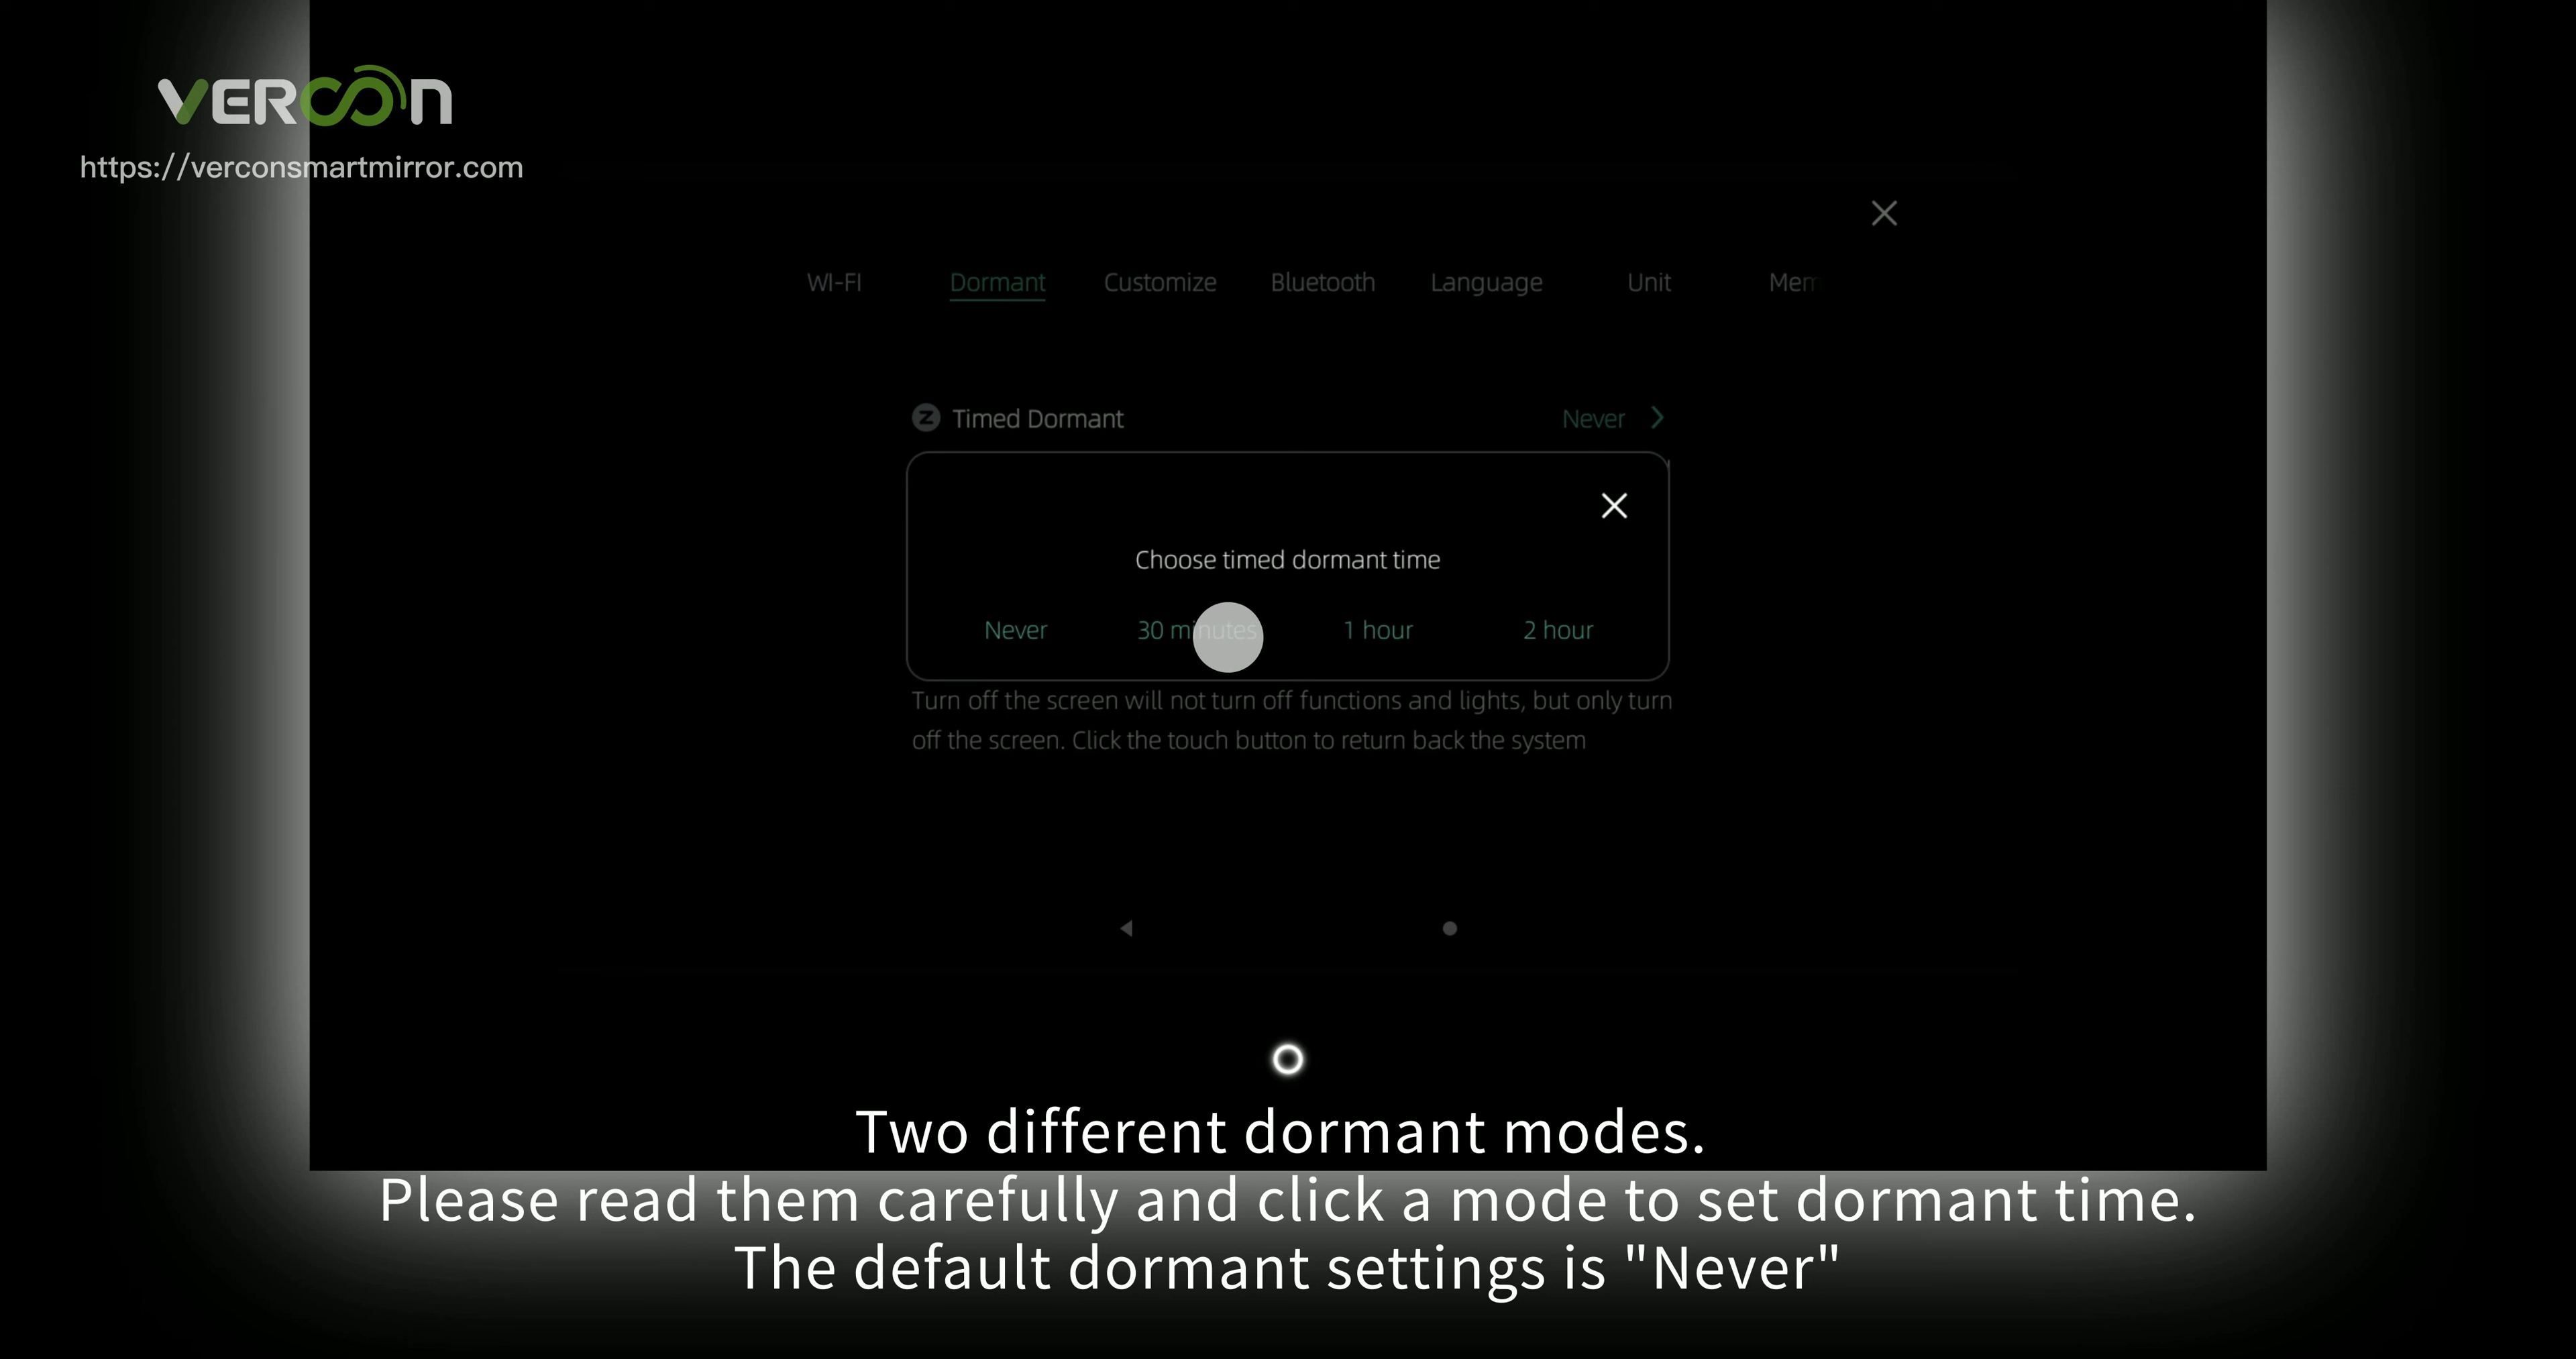 VERCON
https://verconsmartmirror.com
WI-FI Dormant Customize Bluetooth Language Unit Mem
Timed Dormant Never
Choose timed dormant time
Never 30 minutes 1 hour 2 hour
Turn off the screen will not turn off functions and lights, but only turn
off the screen. Click the touch button to return back the system
Two different dormant modes.
Please read them carefully and click a mode to set dormant time.
The default dormant settings is "Never"